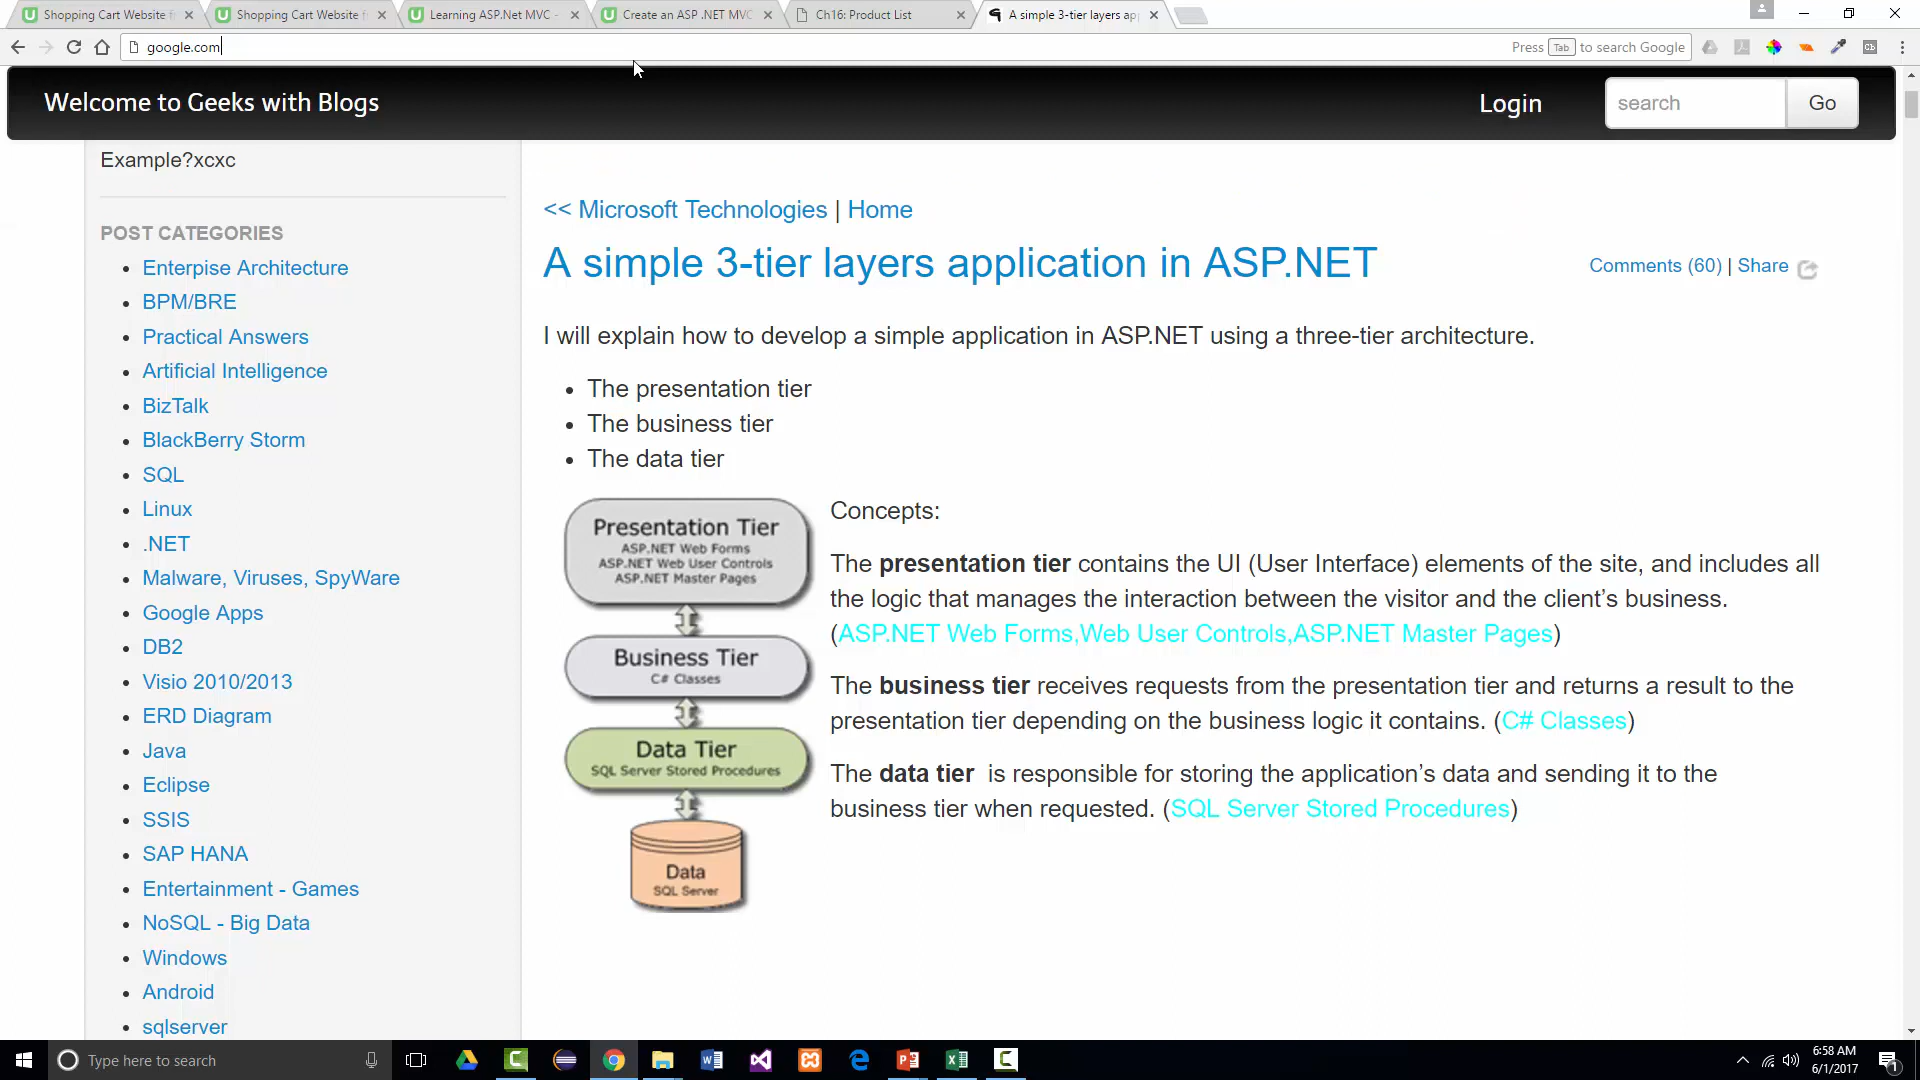 Shopping Cart Website f
Shopping Cart Website f
Learning ASP.Net MVC -
Create an ASP .NET MVC
Ch16: Product List
A simple 3-tier layers ap
google.com
Press Tab to search Google
Welcome to Geeks with Blogs
Login
search
Go
Example?xcxc
POST CATEGORIES
Enterpise Architecture
BPM/BRE
Practical Answers
Artificial Intelligence
BizTalk
BlackBerry Storm
SQL
Linux
.NET
Malware, Viruses, SpyWare
Google Apps
DB2
Visio 2010/2013
ERD Diagram
Java
Eclipse
SSIS
SAP HANA
Entertainment - Games
NoSQL - Big Data
Windows
Android
sqlserver
<< Microsoft Technologies | Home
A simple 3-tier layers application in ASP.NET
Comments (60) | Share
I will explain how to develop a simple application in ASP.NET using a three-tier architecture.
The presentation tier
The business tier
The data tier
Presentation Tier
ASP.NET Web Forms
ASP.NET Web User Controls
ASP.NET Master Pages
Business Tier
C# Classes
Data Tier
SQL Server Stored Procedures
Data
SQL Server
Concepts:
The presentation tier contains the UI (User Interface) elements of the site, and includes all
the logic that manages the interaction between the visitor and the client’s business.
(ASP.NET Web Forms,Web User Controls,ASP.NET Master Pages)
The business tier receives requests from the presentation tier and returns a result to the
presentation tier depending on the business logic it contains. (C# Classes)
The data tier  is responsible for storing the application’s data and sending it to the
business tier when requested. (SQL Server Stored Procedures)
Type here to search
6:58 AM
6/1/2017